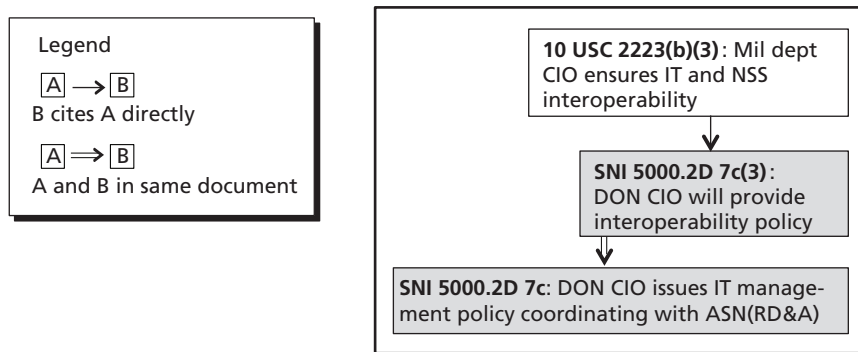 Legend
A → B
B cites A directly
A ⇒ B
A and B in same document
10 USC 2223(b)(3): Mil dept
CIO ensures IT and NSS
interoperability
SNI 5000.2D 7c(3):
DON CIO will provide
interoperability policy
SNI 5000.2D 7c: DON CIO issues IT manage-
ment policy coordinating with ASN(RD&A)